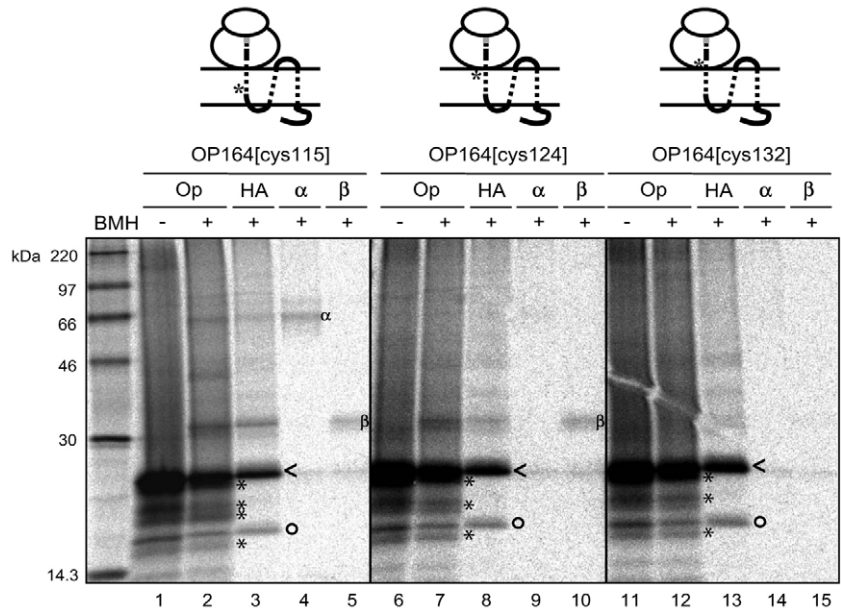 *
*
*
OP164[cys115] OP164[cys124] OP164[cys132]
Op HA α β Op HA α β Op HA α β
BMH - + + + + - + + + + - + + + +
kDa 220
97
66 α
46
β β
30
< < <
* * *
* * *
*
o o o
* *
14.3
1 2 3 4 5 6 7 8 9 10 11 12 13 14 15